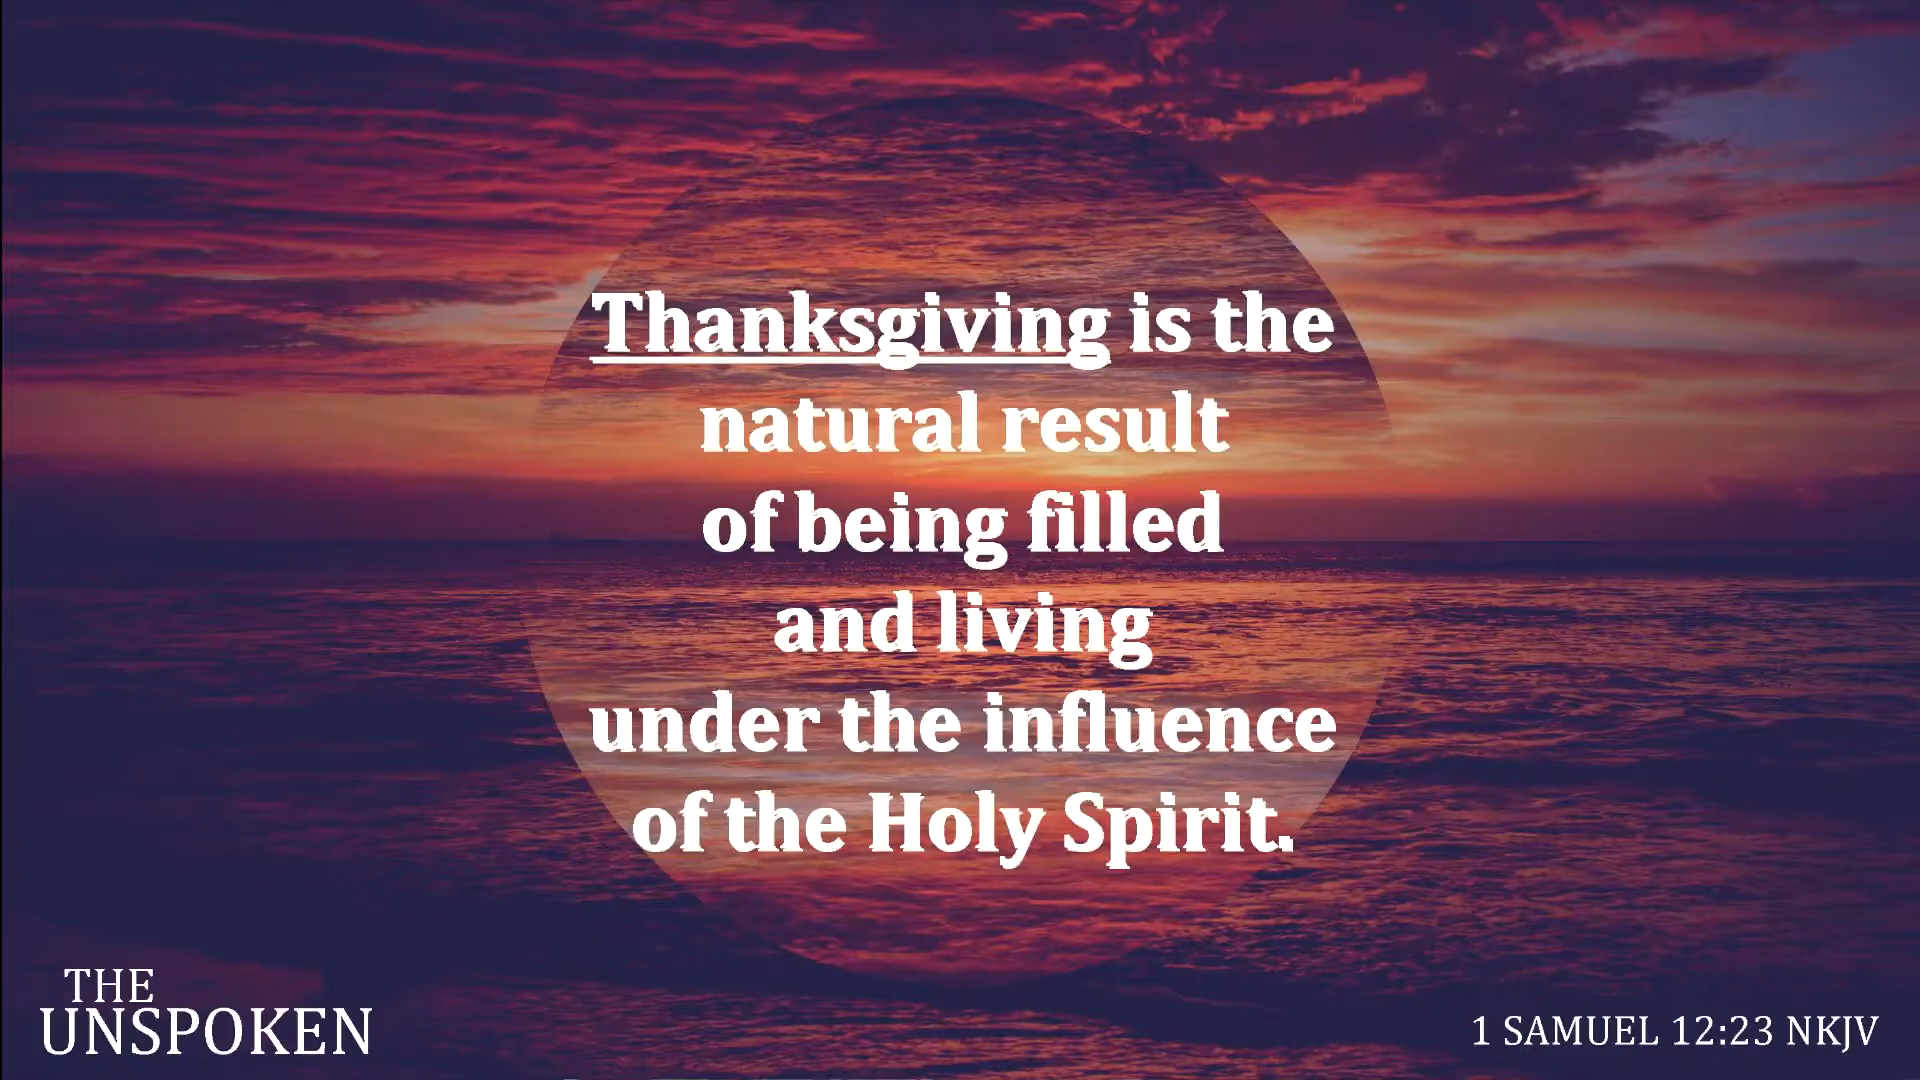 Thanksgiving is the
natural result
of being filled
and living
under the influence
of the Holy Spirit.
THE
UNSPOKEN
1 SAMUEL 12:23 NKJV